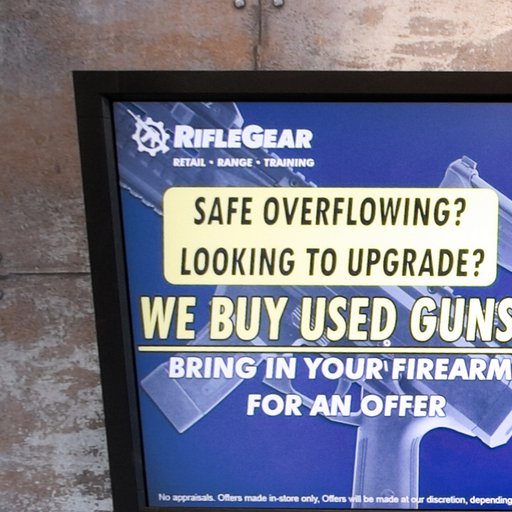 RIFLEGEAR
RETAIL • RANGE • TRAINING
SAFE OVERFLOWING?
LOOKING TO UPGRADE?
WE BUY USED GUNS
BRING IN YOUR FIREARM
FOR AN OFFER
No appraisals. Offers made in-store only, Offers will be made at our discretion, depending